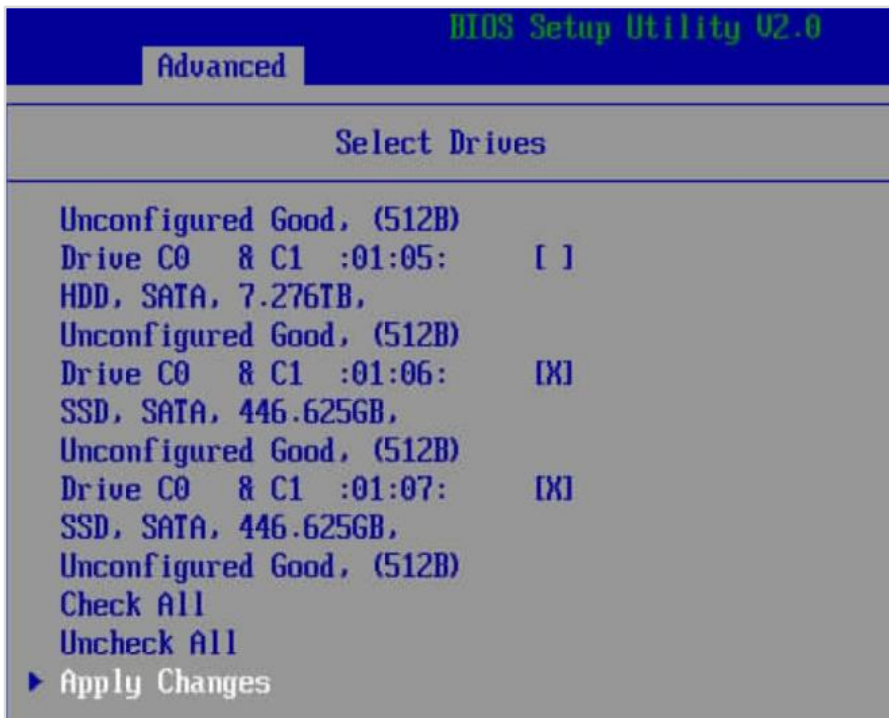 BIOS Setup Utility V2.0
Advanced
Select Drives
Unconfigured Good, (512B)
Drive C0 & C1 :01:05: [ ]
HDD, SATA, 7.276TB,
Unconfigured Good, (512B)
Drive C0 & C1 :01:06: [X]
SSD, SATA, 446.625GB,
Unconfigured Good, (512B)
Drive C0 & C1 :01:07: [X]
SSD, SATA, 446.625GB,
Unconfigured Good, (512B)
Check All
Uncheck All
Apply Changes